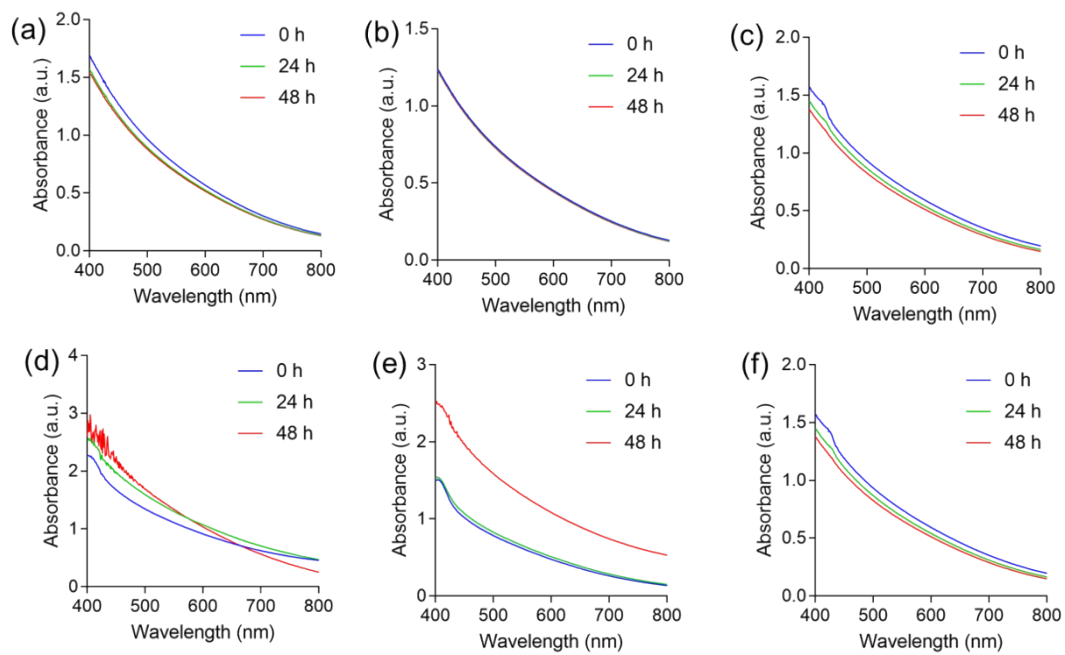 (a)
2.0
1.5
1.0
0.5
0.0
Absorbance (a.u.)
0 h
24 h
48 h
400 500 600 700 800
Wavelength (nm)
(b)
1.5
1.0
0.5
0.0
Absorbance (a.u.)
0 h
24 h
48 h
400 500 600 700 800
Wavelength (nm)
(c)
2.0
1.5
1.0
0.5
0.0
Absorbance (a.u.)
0 h
24 h
48 h
400 500 600 700 800
Wavelength (nm)
(d)
4
3
2
1
0
Absorbance (a.u.)
0 h
24 h
48 h
400 500 600 700 800
Wavelength (nm)
(e)
3
2
1
0
Absorbance (a.u.)
0 h
24 h
48 h
400 500 600 700 800
Wavelength (nm)
(f)
2.0
1.5
1.0
0.5
0.0
Absorbance (a.u.)
0 h
24 h
48 h
400 500 600 700 800
Wavelength (nm)